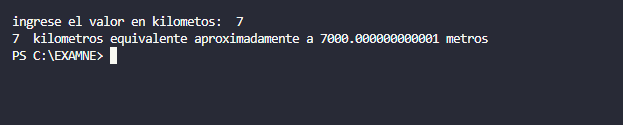 ingrese el valor en kilometos:  7
7  kilometros equivalente aproximadamente a 7000.000000000001 metros
PS C:\EXAMNE>